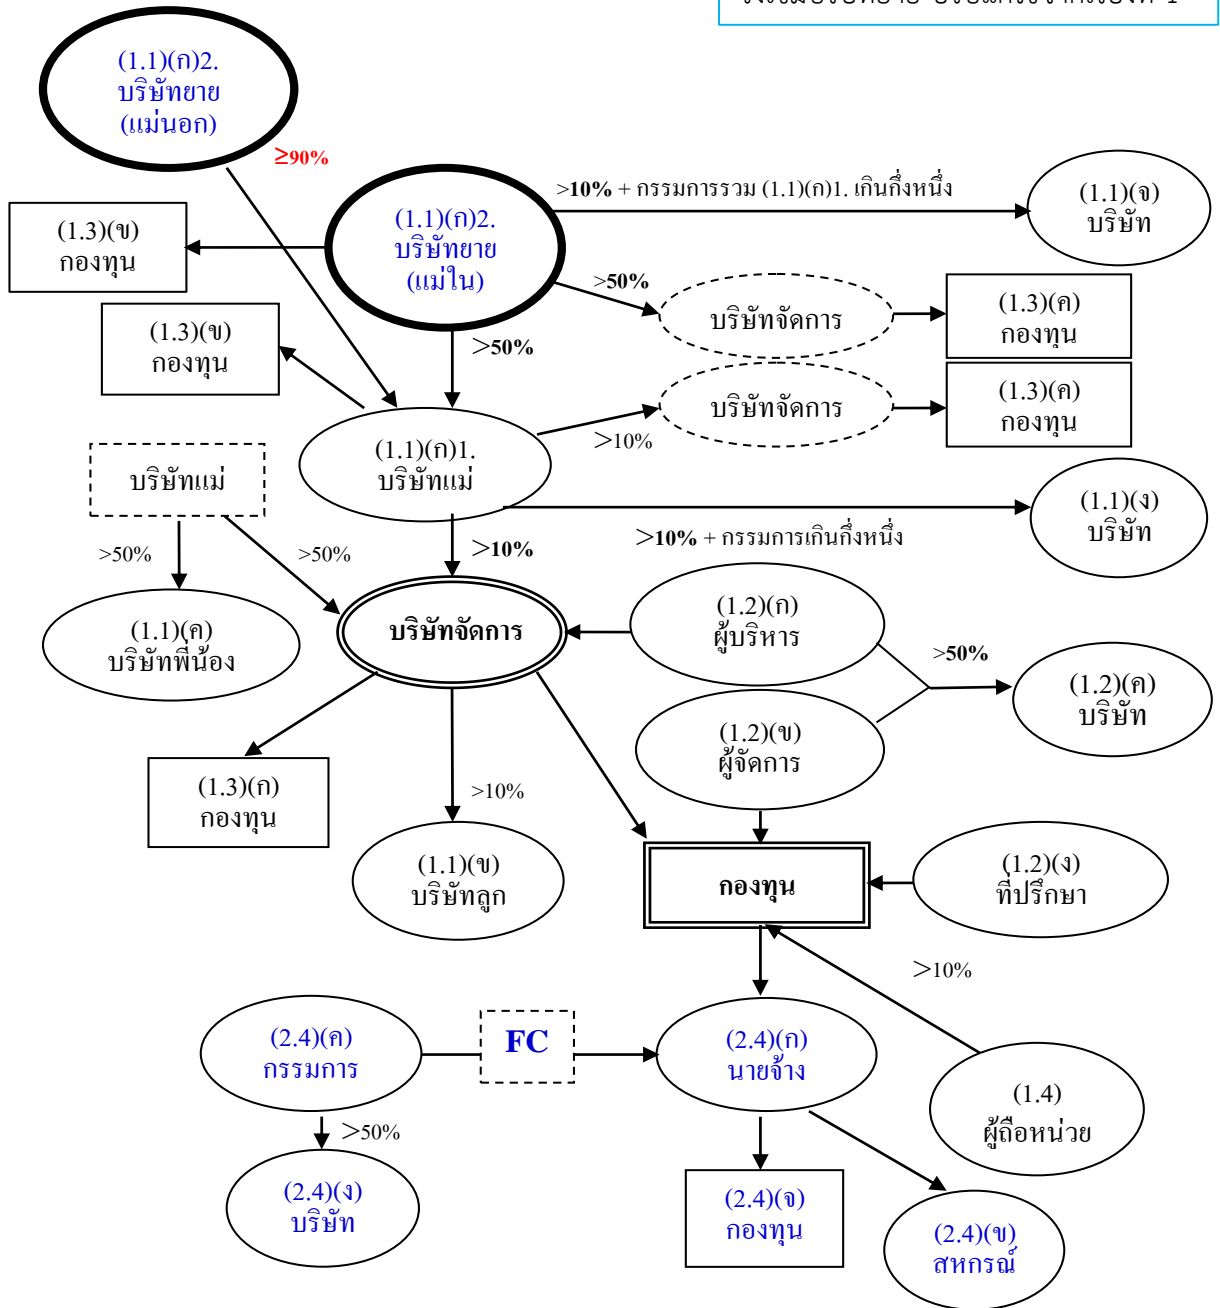 (1.1)(ก)2.
บริษัทยาย
(แม่นอก)
≥90%
>10% + กรรมการรวม (1.1)(ก)1. เกินกึ่งหนึ่ง
(1.1)(จ)
บริษัท
(1.1)(ก)2.
บริษัทยาย
(แม่ใน)
(1.3)(ข)
กองทุน
>50%
บริษัทจัดการ
(1.3)(ค)
กองทุน
(1.3)(ข)
กองทุน
>50%
บริษัทจัดการ
(1.3)(ค)
กองทุน
>10%
(1.1)(ก)1.
บริษัทแม่
บริษัทแม่
(1.1)(ง)
บริษัท
>50%
>50%
>10%
>10% + กรรมการเกินกึ่งหนึ่ง
(1.1)(ค)
บริษัทพี่น้อง
บริษัทจัดการ
(1.2)(ก)
ผู้บริหาร
>50%
(1.2)(ค)
บริษัท
(1.2)(ข)
ผู้จัดการ
(1.3)(ก)
กองทุน
>10%
(1.1)(ข)
บริษัทลูก
กองทุน
(1.2)(ง)
ที่ปรึกษา
>10%
(2.4)(ค)
กรรมการ
FC
(2.4)(ก)
นายจ้าง
(1.4)
ผู้ถือหน่วย
>50%
(2.4)(ง)
บริษัท
(2.4)(จ)
กองทุน
(2.4)(ข)
สหกรณ์